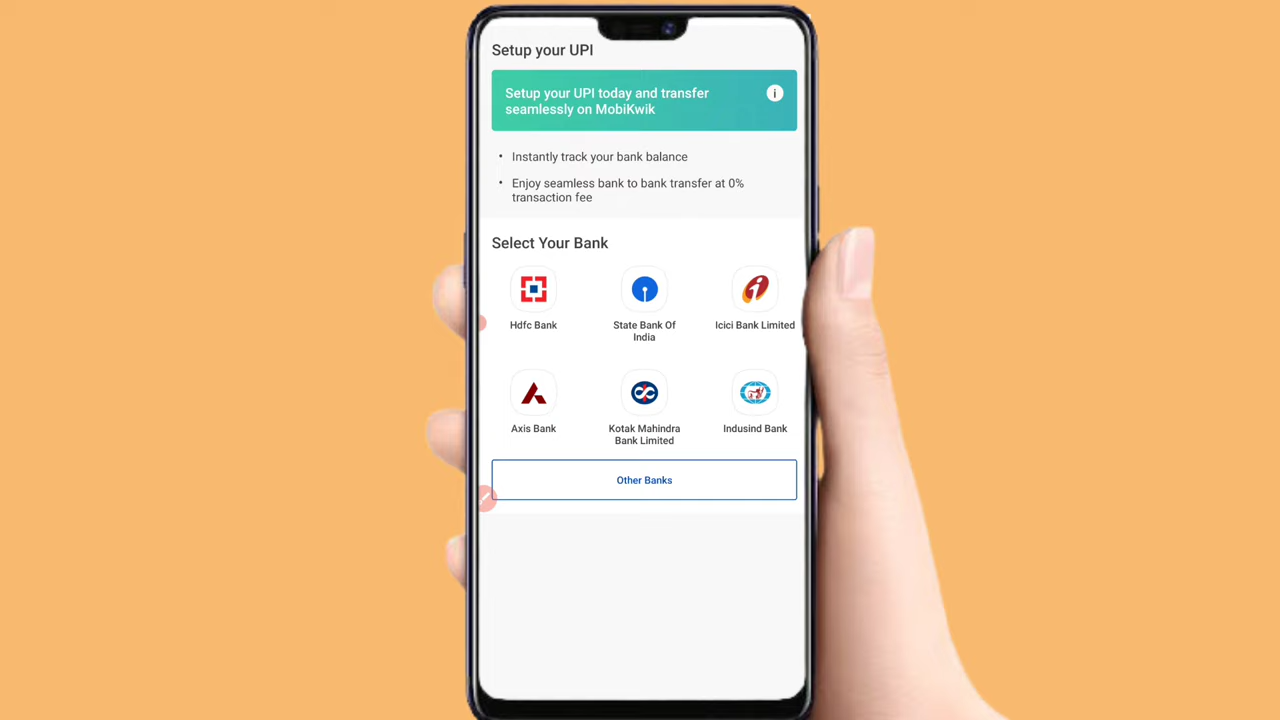 Setup your UPI
Setup your UPI today and transfer
seamlessly on MobiKwik
i
• Instantly track your bank balance
• Enjoy seamless bank to bank transfer at 0%
transaction fee
Select Your Bank
Hdfc Bank
State Bank Of
India
Icici Bank Limited
Axis Bank
Kotak Mahindra
Bank Limited
Indusind Bank
Other Banks